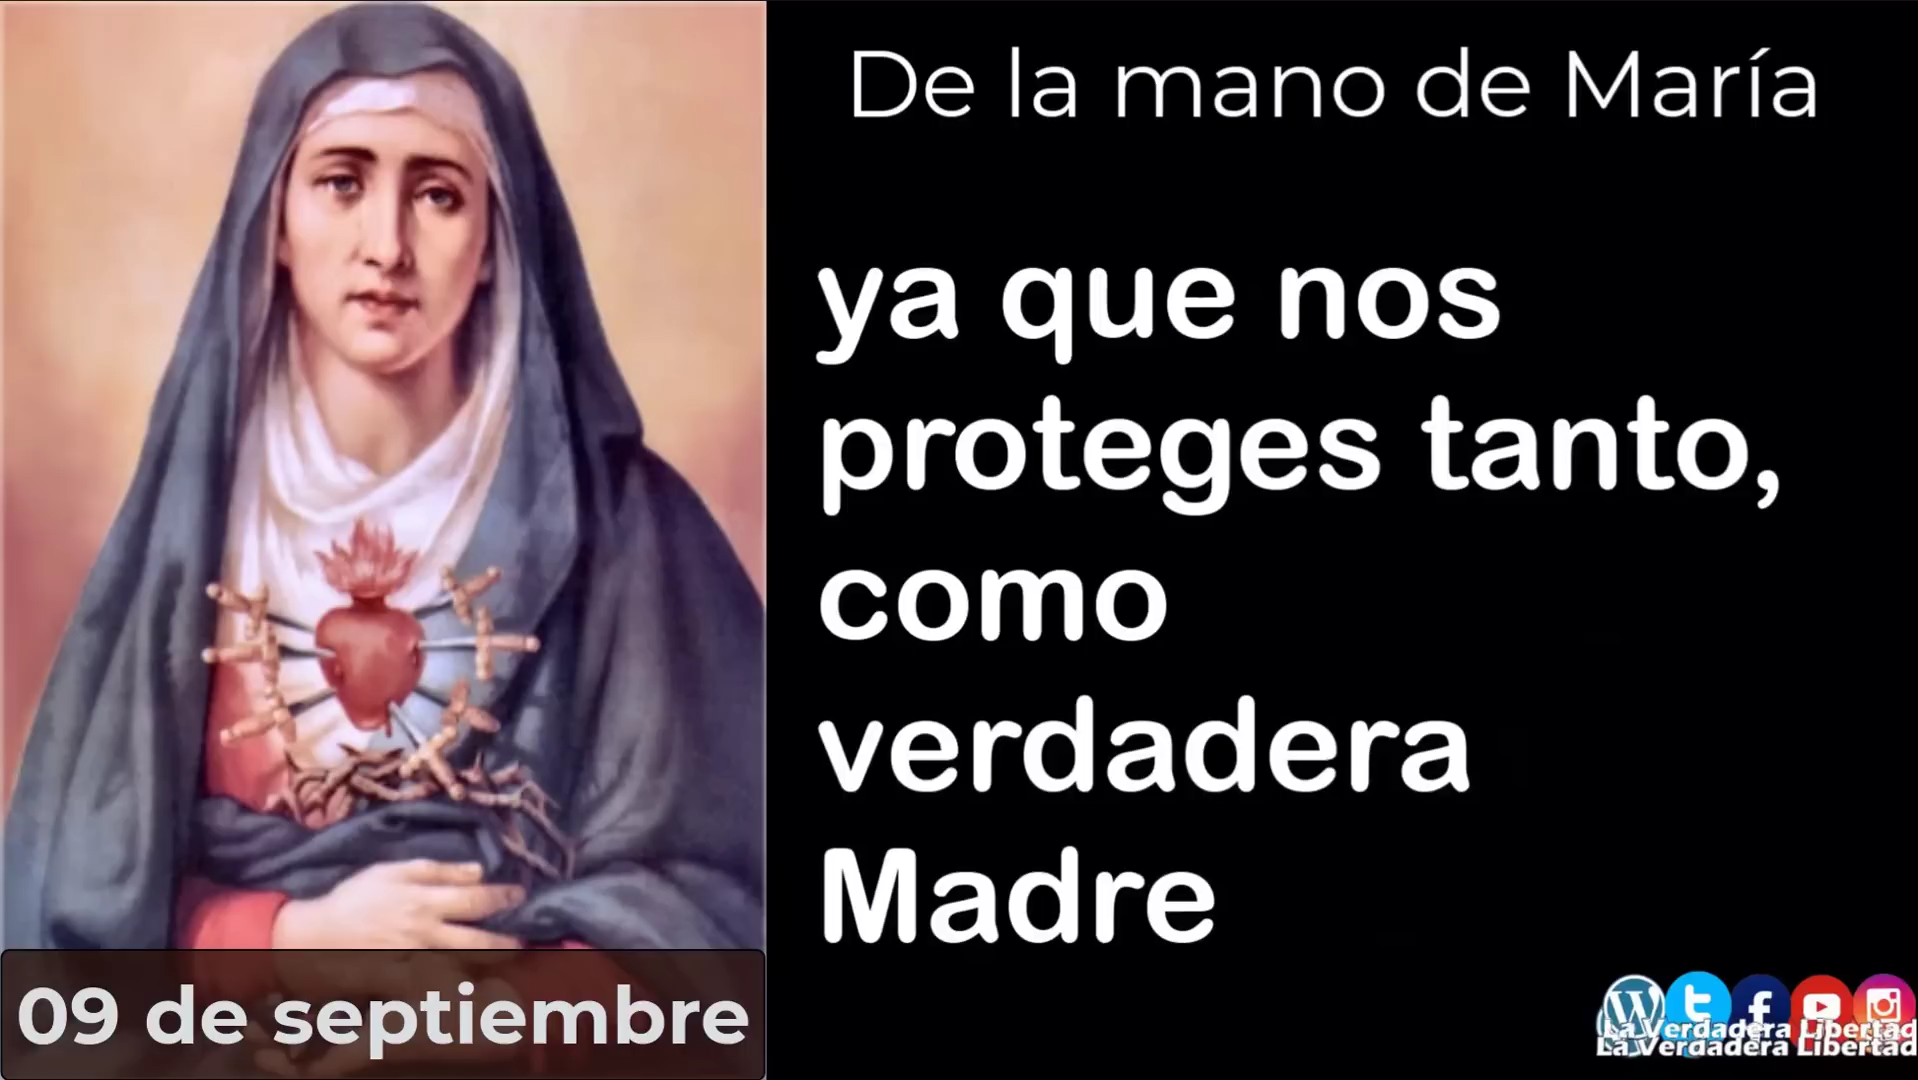 De la mano de María
ya que nos
proteges tanto,
como
verdadera
Madre
09 de septiembre
La Verdadera Libertad
La Verdadera Libertad